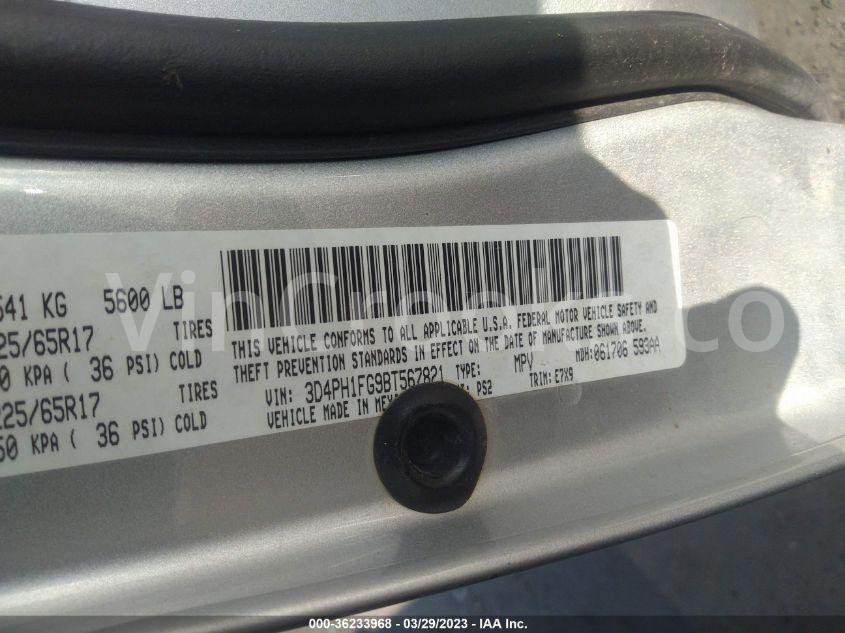 541 KG 5600 LB
25/65R17 TIRES
0 KPA ( 36 PSI) COLD
225/65R17 TIRES
50 KPA ( 36 PSI) COLD
THIS VEHICLE CONFORMS TO ALL APPLICABLE U.S.A. FEDERAL MOTOR VEHICLE SAFETY AND
THEFT PREVENTION STANDARDS IN EFFECT ON THE DATE OF MANUFACTURE SHOWN ABOVE.
VIN: 3D4PH1FG9BT567821 TYPE: MPV MDH: 061706 593AA
VEHICLE MADE IN MEX : PS2 TRIM: E7X9
000-36233968 - 03/29/2023 - IAA Inc.